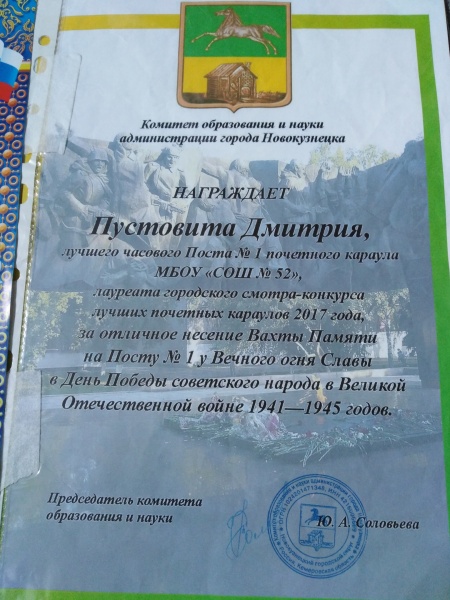 Комитет образования и науки
администрации города Новокузнецка
НАГРАЖДАЕТ
Пустовита Дмитрия,
лучшего часового Поста № 1 почетного караула
МБОУ «СОШ № 52»,
лауреата городского смотра-конкурса
лучших почетных караулов 2017 года,
за отличное несение Вахты Памяти
на Посту № 1 у Вечного огня Славы
в День Победы советского народа в Великой
Отечественной войне 1941—1945 годов.
Председатель комитета
образования и науки
Ю. А. Соловьева